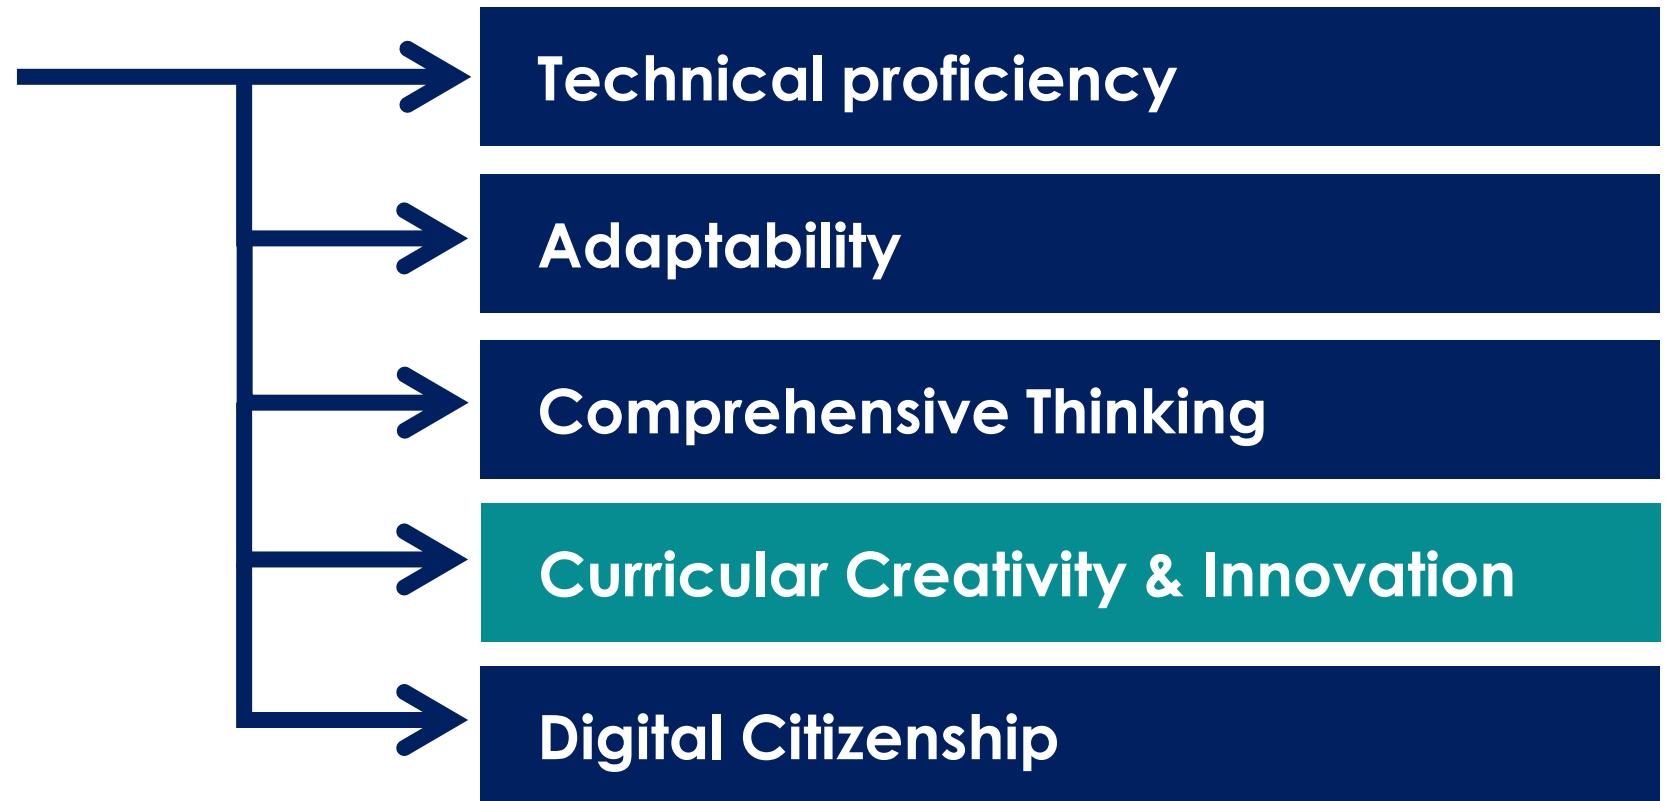 Technical proficiency
Adaptability
Comprehensive Thinking
Curricular Creativity & Innovation
Digital Citizenship